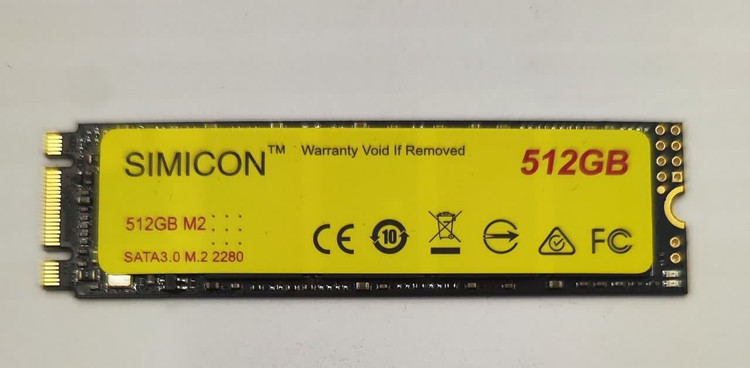 SIMICON™ Warranty Void If Removed 512GB
512GB M2
SATA3.0 M.2 2280
CE 10 FC